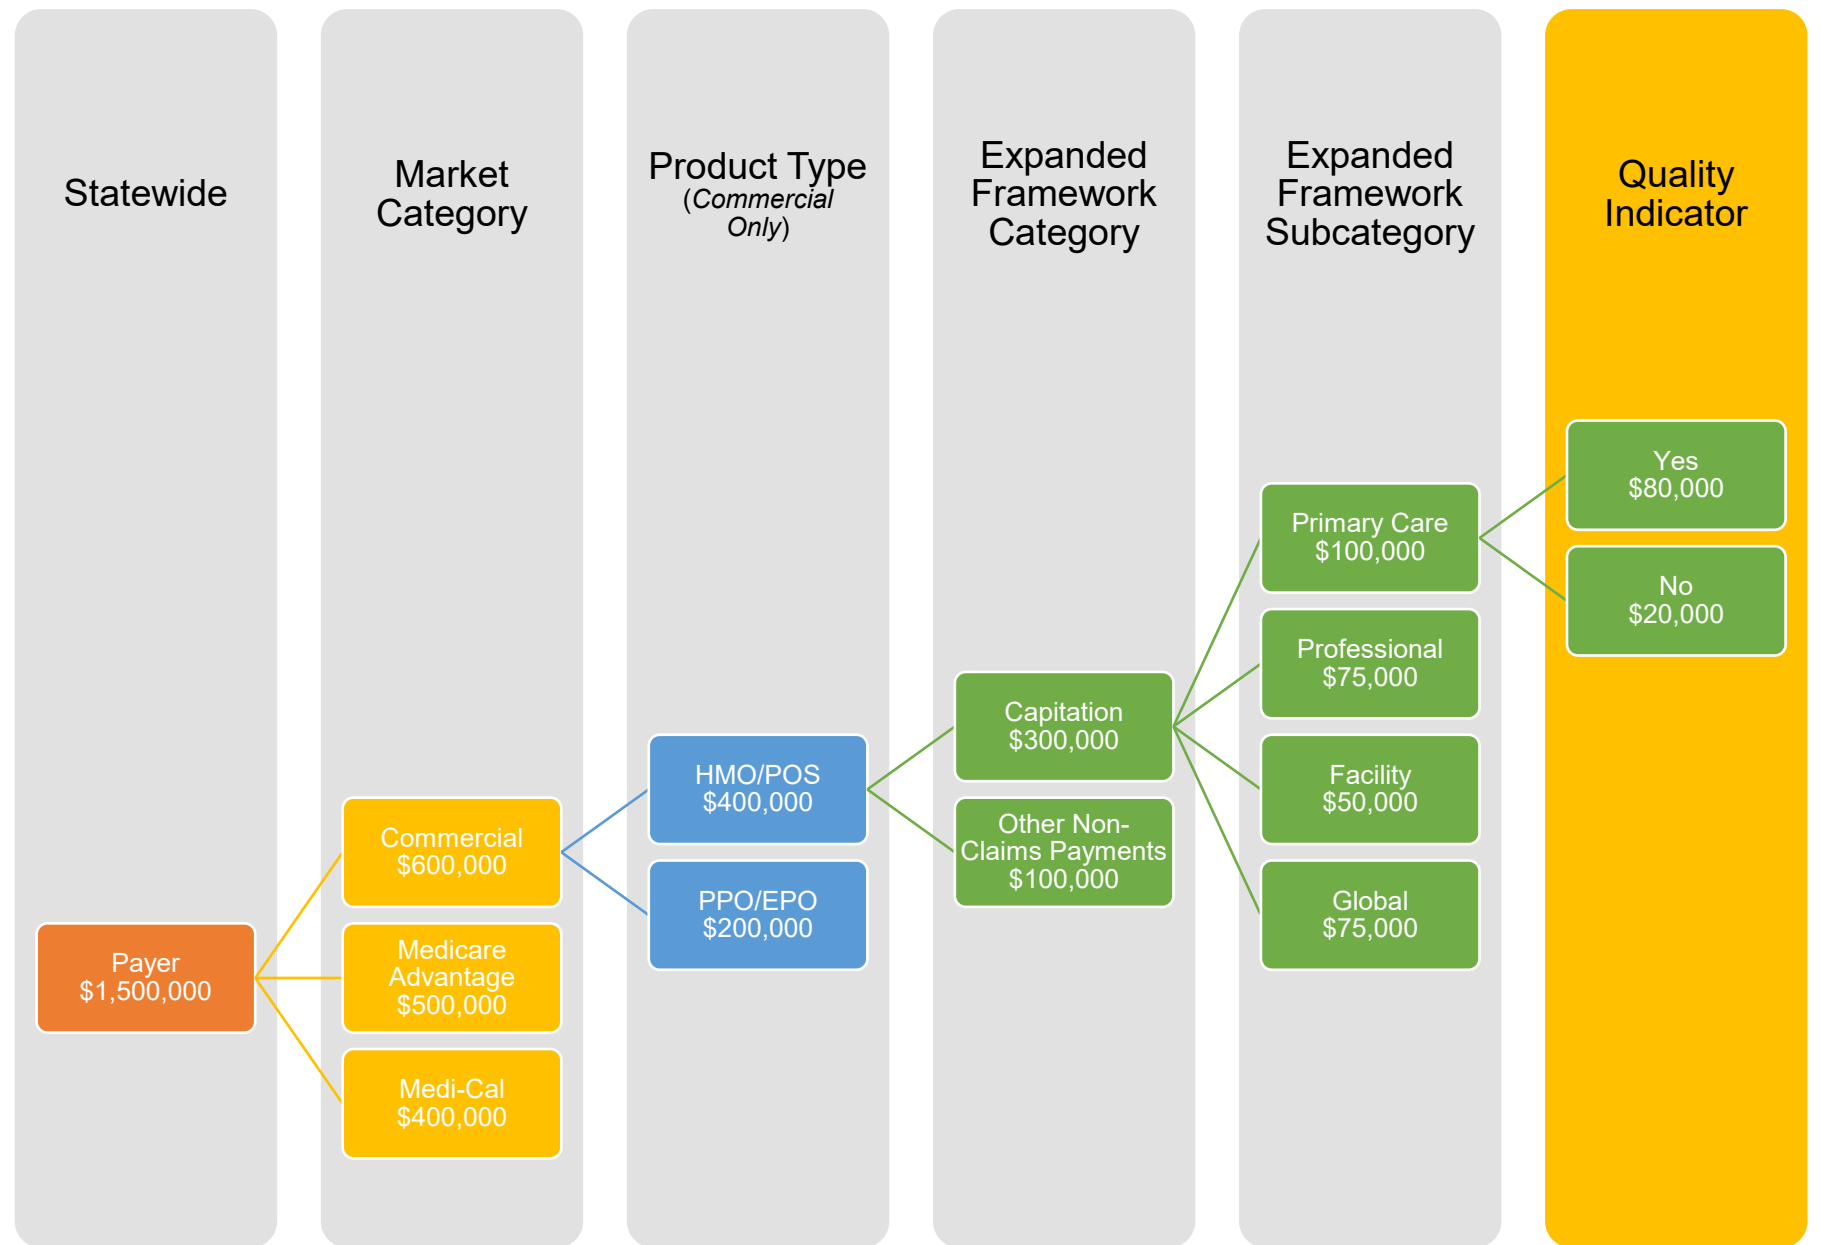 Statewide
Market
Category
Product Type
(Commercial
Only)
Expanded
Framework
Category
Expanded
Framework
Subcategory
Quality
Indicator
Payer
$1,500,000
Commercial
$600,000
Medicare
Advantage
$500,000
Medi-Cal
$400,000
HMO/POS
$400,000
PPO/EPO
$200,000
Capitation
$300,000
Other Non-
Claims Payments
$100,000
Primary Care
$100,000
Professional
$75,000
Facility
$50,000
Global
$75,000
Yes
$80,000
No
$20,000